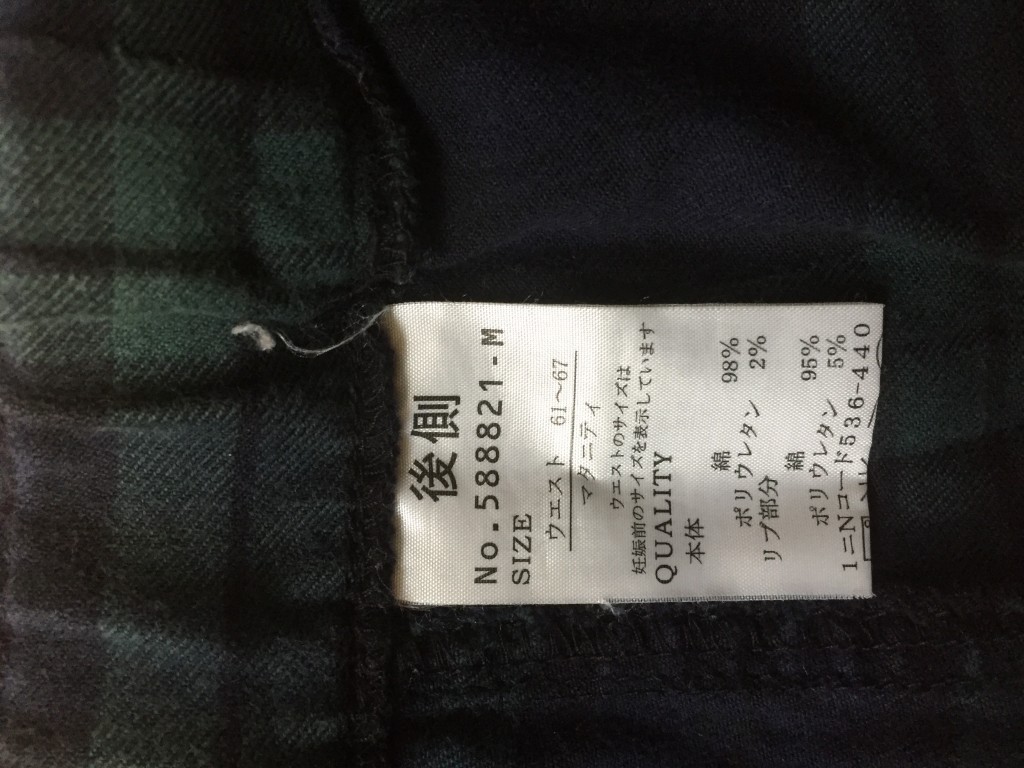 後側
No.588821-M
SIZE
ウエスト 61〜67
マタニティ
ウエストのサイズは
妊娠前のサイズを表示しています
QUALITY
本体
綿 98%
ポリウレタン 2%
リブ部分
綿 95%
ポリウレタン 5%
1ニNコード536-440